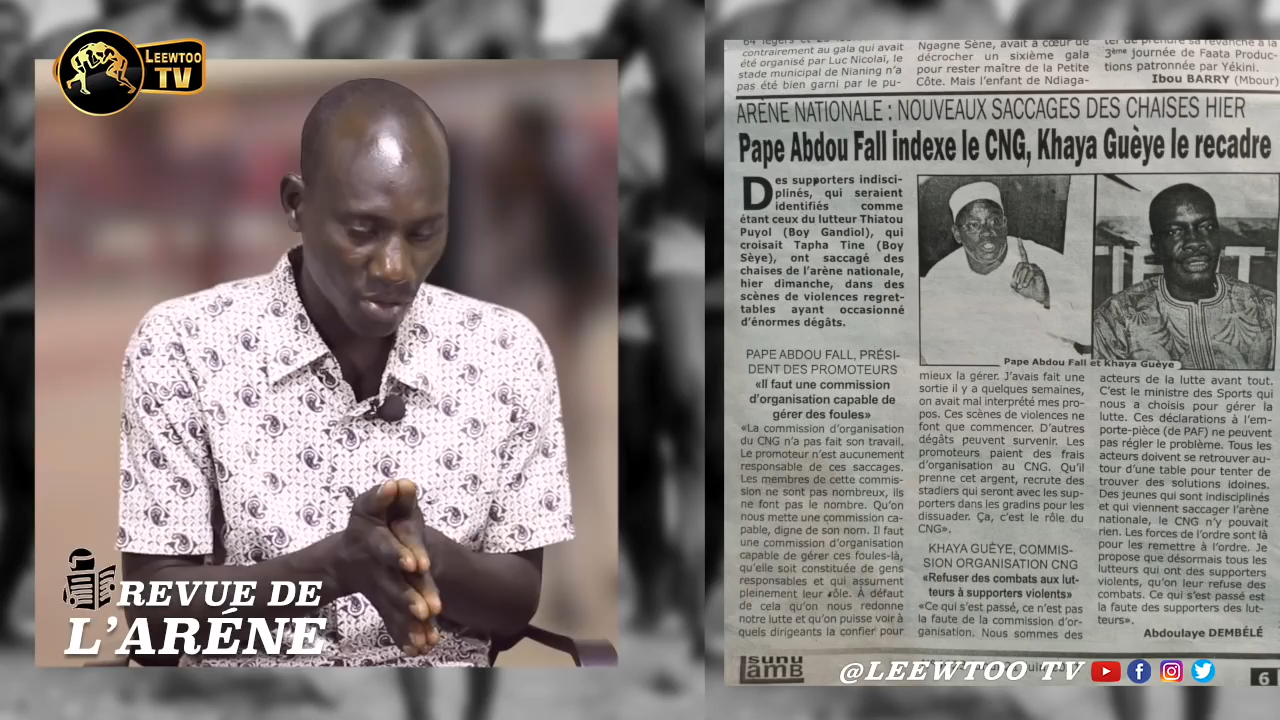 LEEWTOO
TV
REVUE DE
L'ARÉNE
contrairement au gala qui avait
été organisé par Luc Nicolaï, le
stade municipal de Nianing n'a
pas été bien garni par le pu-
Ngagne Sène, avait à cœur de
décrocher un sixième gala
pour rester maître de la Petite
Côte. Mais l'enfant de Ndiaga-
ter de prendre sa revanche à la
3ème journée de Faata Produc-
tions patronnée par Yékini.
Ibou BARRY (Mbour)
ARÈNE NATIONALE : NOUVEAUX SACCAGES DES CHAISES HIER
Pape Abdou Fall indexe le CNG, Khaya Guèye le recadre
Des supporters indisci-
plinés, qui seraient
identifiés comme
étant ceux du lutteur Thiatou
Puyol (Boy Gandiol), qui
croisait Tapha Tine (Boy
Sèye), ont saccagé des
chaises de l'arène nationale,
hier dimanche, dans des
scènes de violences regret-
tables ayant occasionné
d'énormes dégâts.
PAPE ABDOU FALL, PRÉSI-
DENT DES PROMOTEURS
«Il faut une commission
d'organisation capable de
gérer des foules»
«La commission d'organisation
du CNG n'a pas fait son travail.
Le promoteur n'est aucunement
responsable de ces saccages.
Les membres de cette commis-
sion ne sont pas nombreux, ils
ne font pas le nombre. Qu'on
nous mette une commission ca-
pable, digne de son nom. Il faut
une commission d'organisation
capable de gérer ces foules-là,
qu'elle soit constituée de gens
responsables et qui assument
pleinement leur rôle. À défaut
de cela qu'on nous redonne
notre lutte et qu'on puisse voir à
quels dirigeants la confier pour
Pape Abdou Fall et Khaya Guèye
mieux la gérer. J'avais fait une
sortie il y a quelques semaines,
on avait mal interprété mes pro-
pos. Ces scènes de violences ne
font que commencer. D'autres
dégâts peuvent survenir. Les
promoteurs paient des frais
d'organisation au CNG. Qu'il
prenne cet argent, recrute des
stadiers qui seront avec les sup-
porters dans les gradins pour les
dissuader. Ça, c'est le rôle du
CNG».
KHAYA GUÈYE, COMMIS-
SION ORGANISATION CNG
«Refuser des combats aux lut-
teurs à supporters violents»
«Ce qui s'est passé, ce n'est pas
la faute de la commission d'or-
ganisation. Nous sommes des
acteurs de la lutte avant tout.
C'est le ministre des Sports qui
nous a choisis pour gérer la
lutte. Ces déclarations à l'em-
porte-pièce (de PAF) ne peuvent
pas régler le problème. Tous les
acteurs doivent se retrouver au-
tour d'une table pour tenter de
trouver des solutions idoines.
Des jeunes qui sont indisciplinés
et qui viennent saccager l'arène
nationale, le CNG n'y pouvait
rien. Les forces de l'ordre sont là
pour les remettre à l'ordre. Je
propose que désormais tous les
lutteurs qui ont des supporters
violents, qu'on leur refuse des
combats. Ce qui s'est passé est
la faute des supporters des lut-
teurs».
Abdoulaye DEMBÉLÉ
sunu
Lamb
@LEEWTOO TV
6